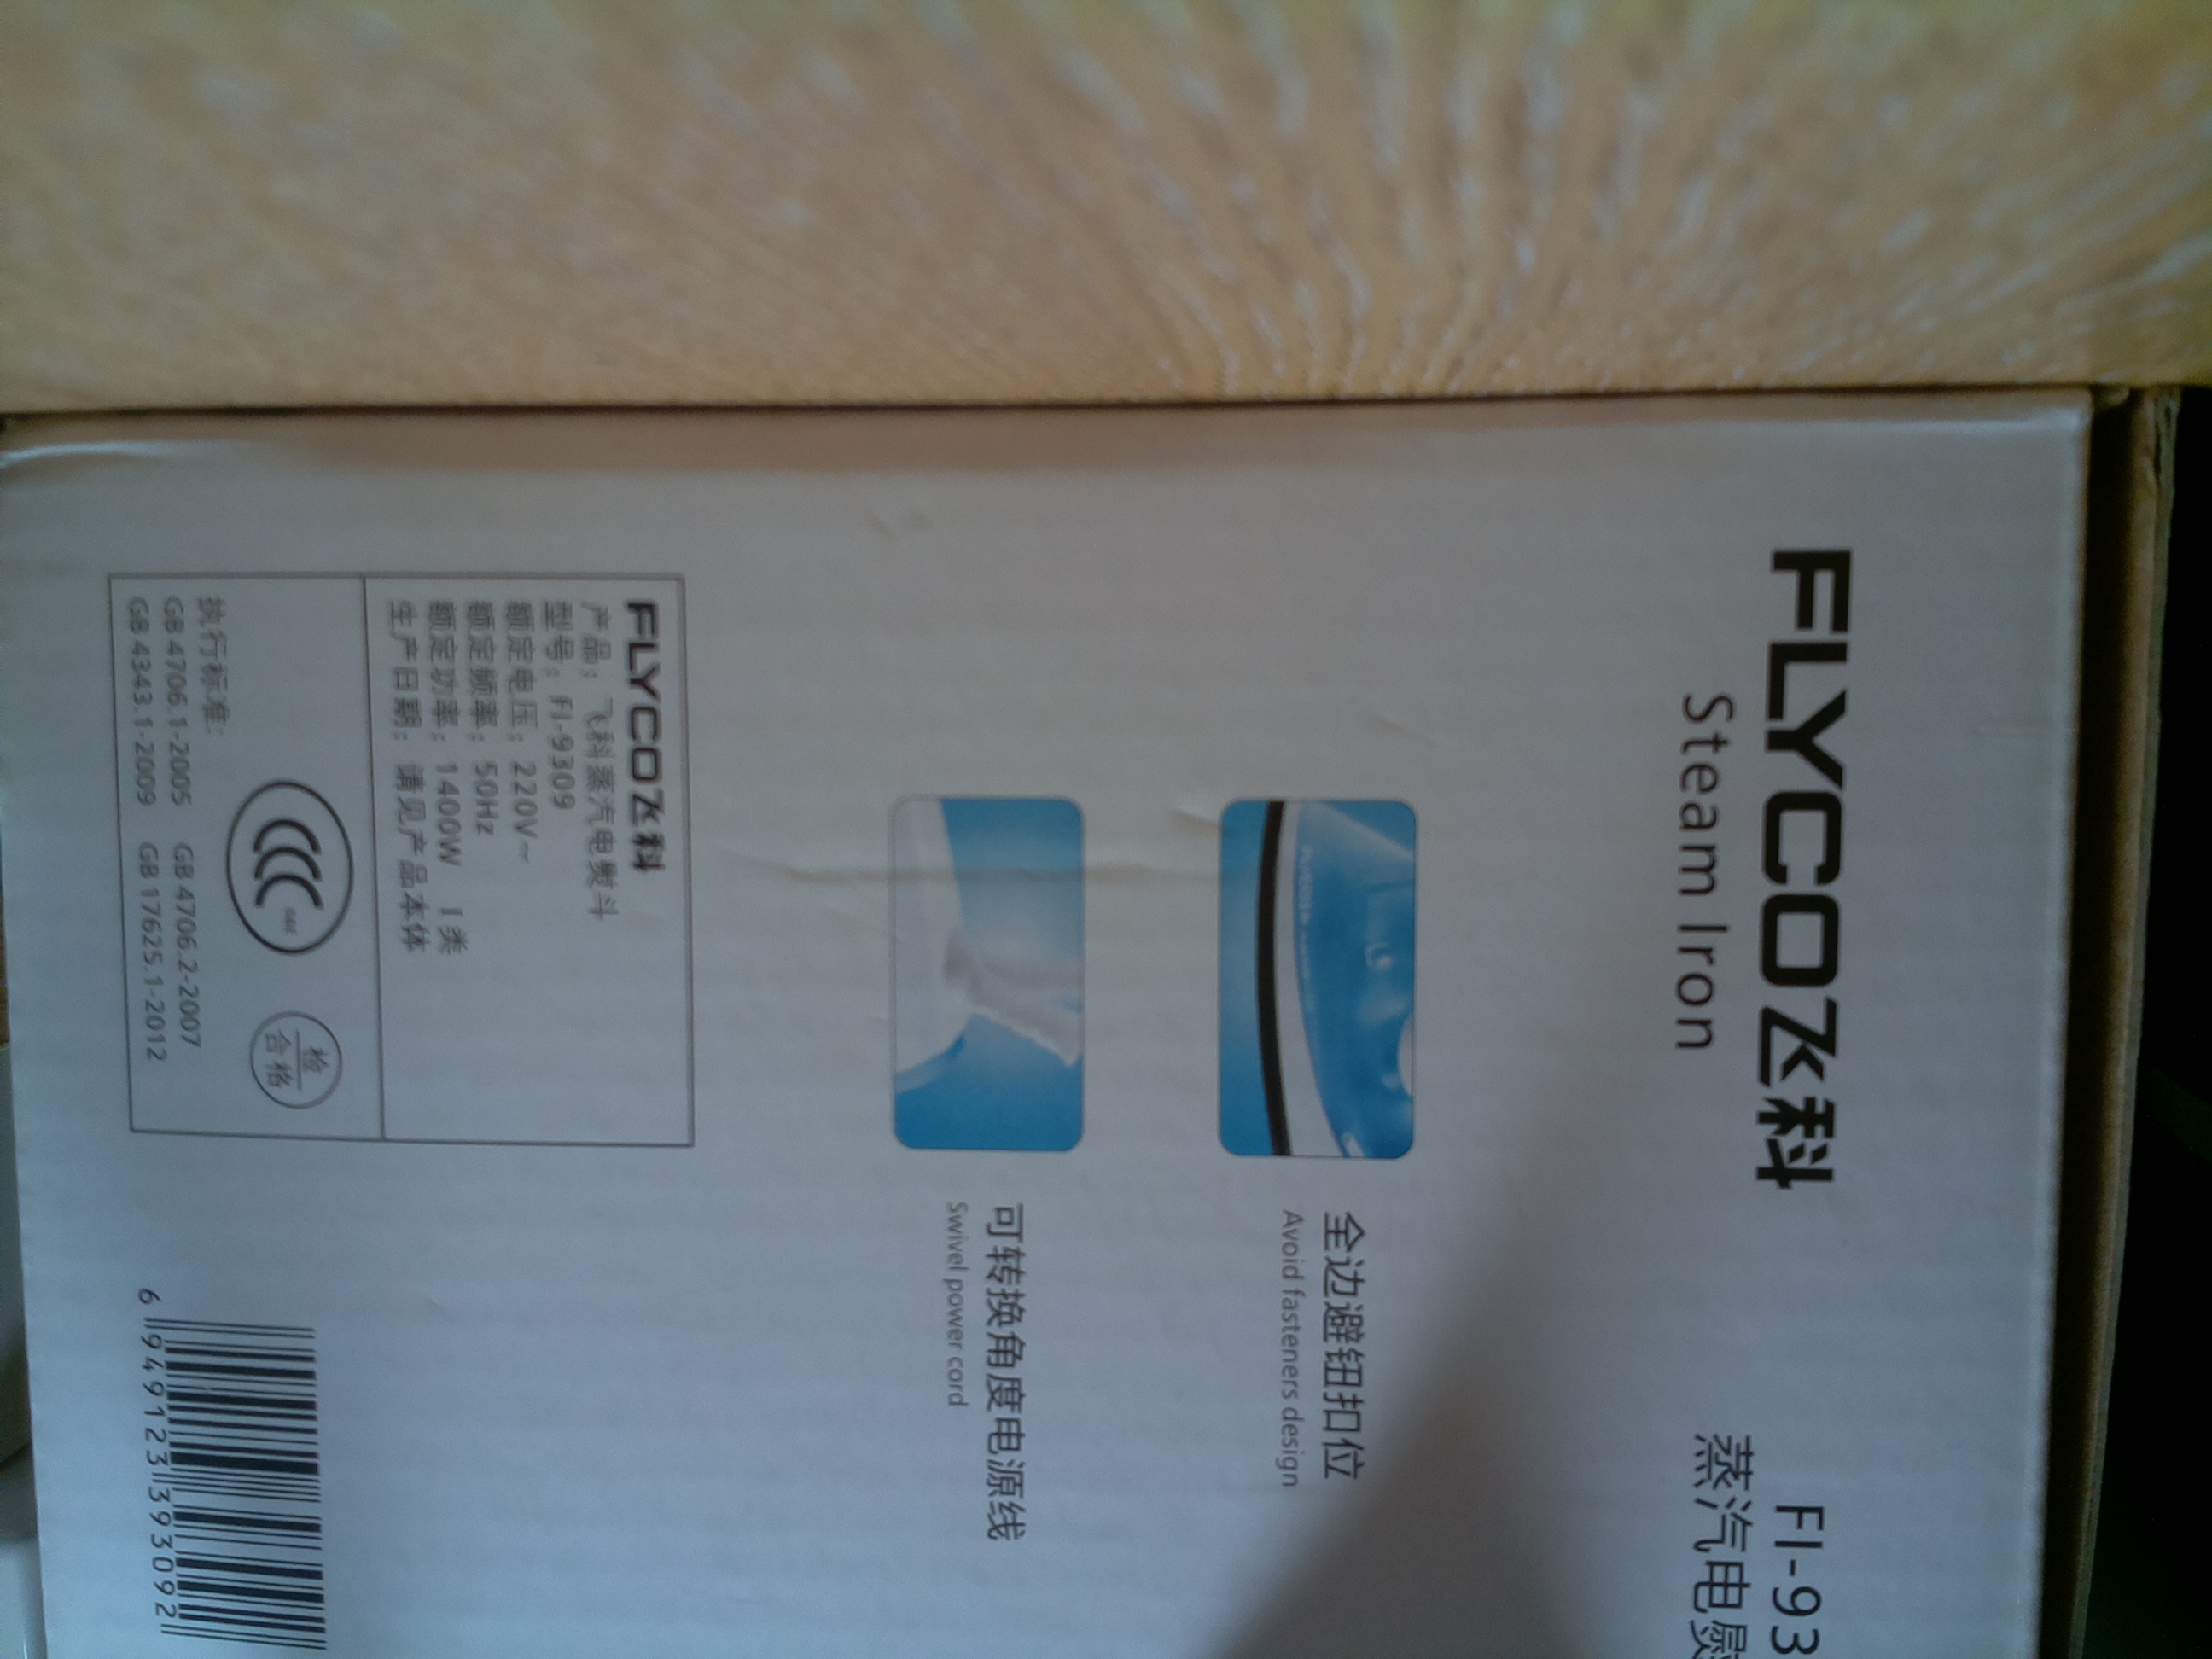 FLYCO飞科
Steam Iron
FI-93
蒸汽电熨
全边避钮扣位
Avoid fasteners design
可转换角度电源线
Swivel power cord
FLYCO飞科
产品：飞科蒸汽电熨斗
型号：FI-9309
额定电压：220V~
额定频率：50Hz
额定功率：1400W I类
生产日期：请见产品本体
检
合格
执行标准:
GB 4706.1-2005 GB 4706.2-2007
GB 4343.1-2009 GB 17625.1-2012
6 949123 393092